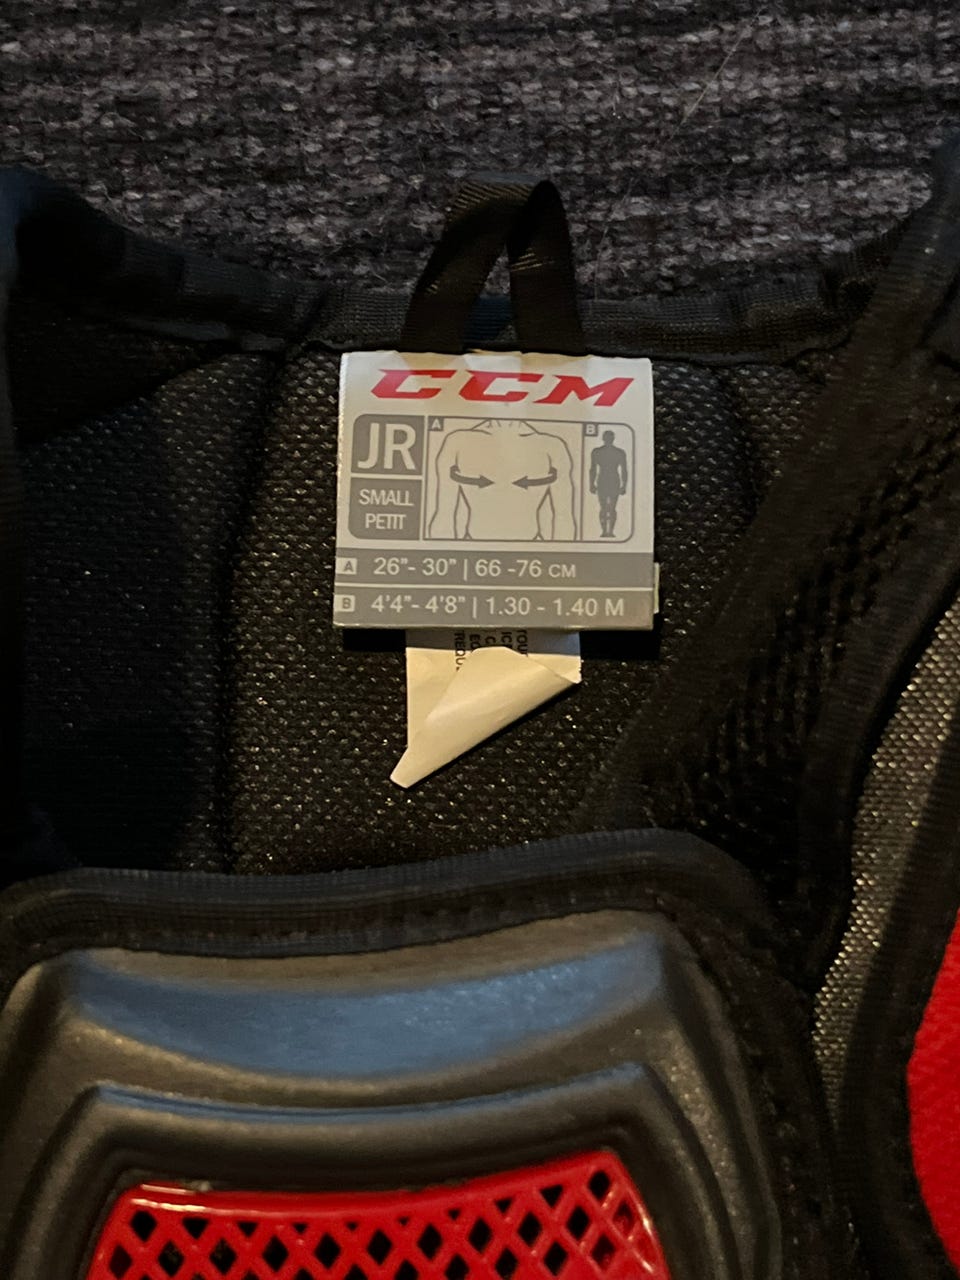 CCM
JR
SMALL
PETIT
A
B
A 26"- 30" | 66 -76 CM
B 4'4"- 4'8" | 1.30 - 1.40 M